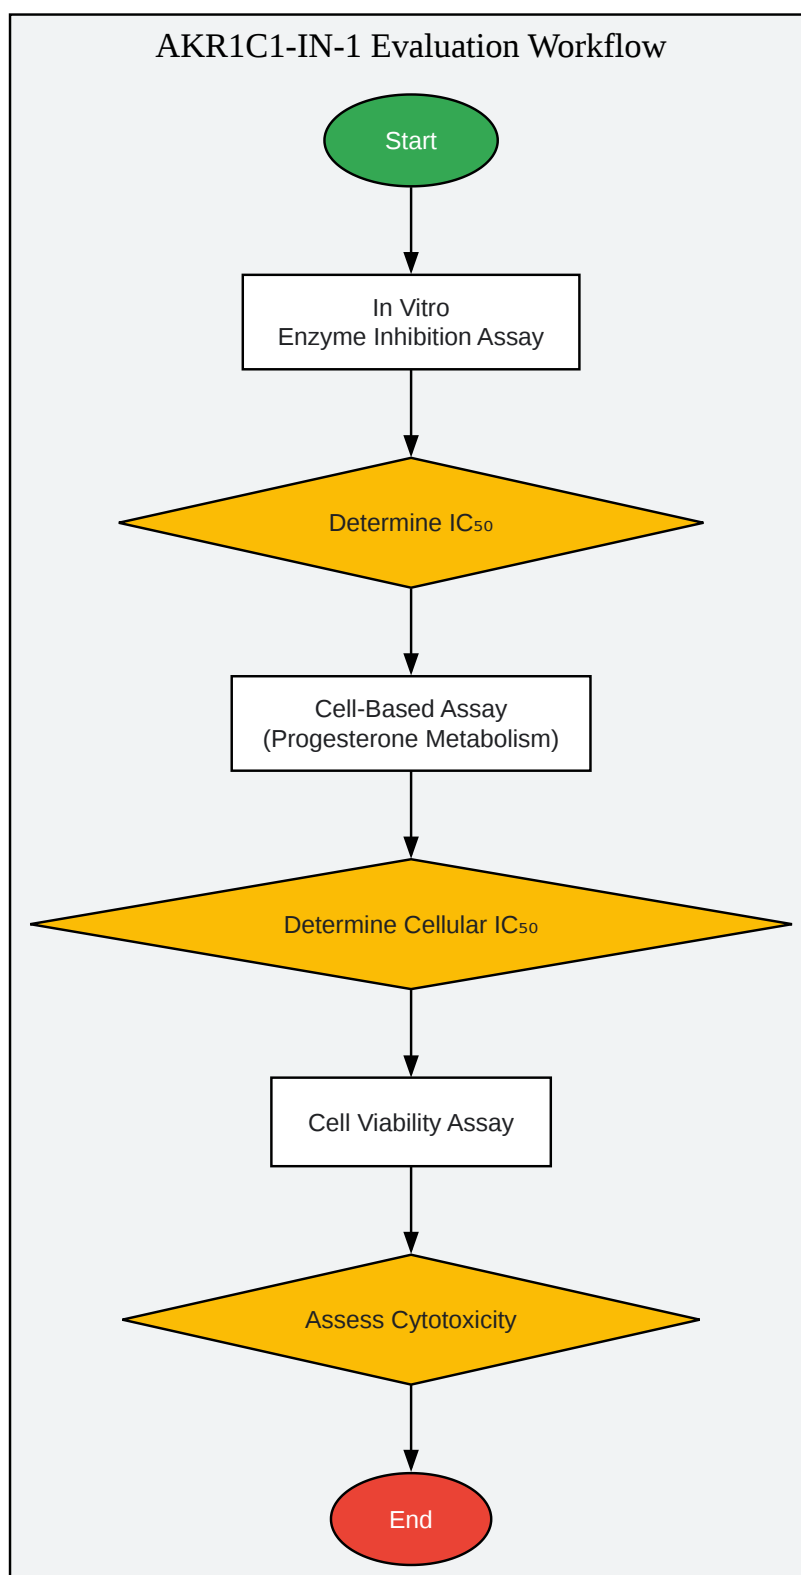 AKR1C1-IN-1 Evaluation Workflow
Start
In Vitro
Enzyme Inhibition Assay
Determine IC₅₀
Cell-Based Assay
(Progesterone Metabolism)
Determine Cellular IC₅₀
Cell Viability Assay
Assess Cytotoxicity
End